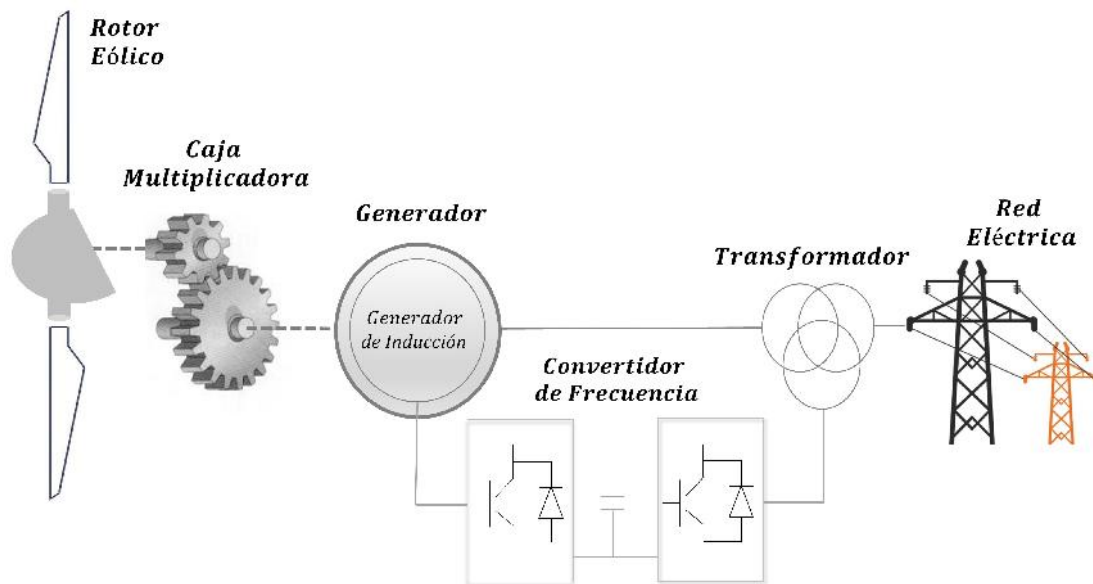 Rotor
Eólico
Caja
Multiplicadora
Generador
Red
Eléctrica
Transformador
Generador
de Inducción
Convertidor
de Frecuencia